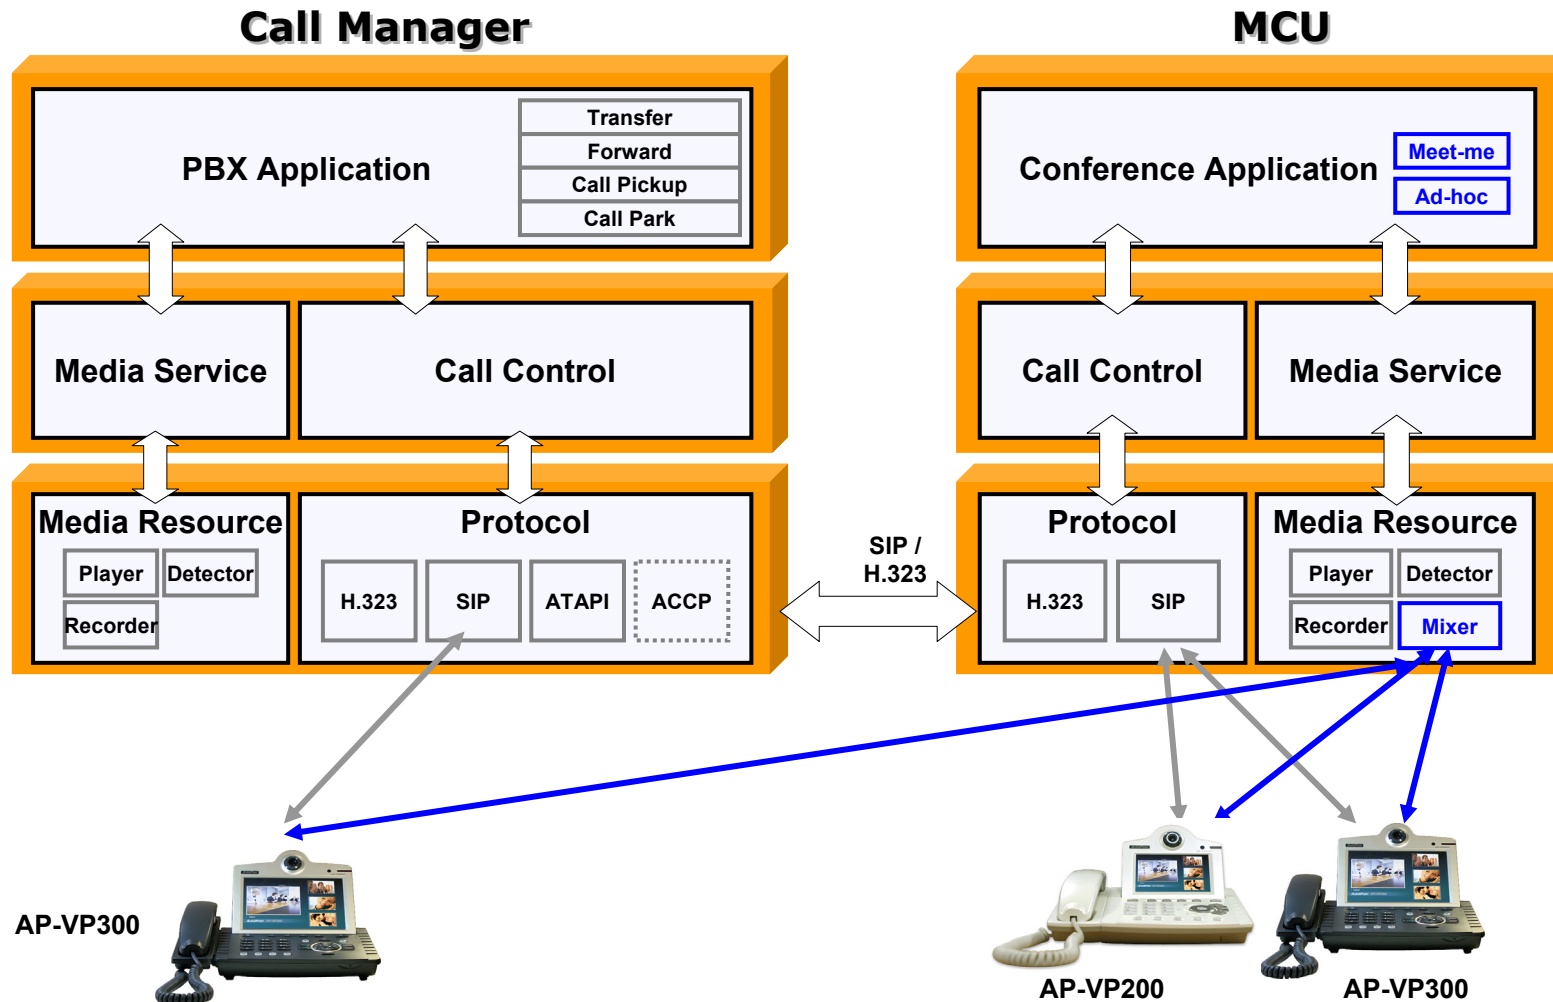 Call Manager
MCU
PBX Application
Transfer
Forward
Call Pickup
Call Park
Conference Application
Meet-me
Ad-hoc
Media Service
Call Control
Call Control
Media Service
Media Resource
Player
Detector
Recorder
Protocol
H.323
SIP
ATAPI
ACCP
SIP /
H.323
Protocol
H.323
SIP
Media Resource
Player
Detector
Recorder
Mixer
AP-VP300
AP-VP200
AP-VP300